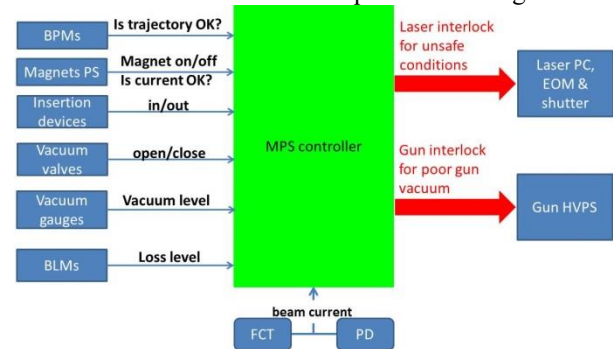 BPMs
Is trajectory OK?
Magnets PS
Magnet on/off
Is current OK?
Insertion
devices
in/out
Vacuum
valves
open/close
Vacuum
gauges
Vacuum level
BLMs
Loss level
MPS controller
Laser interlock
for unsafe
conditions
Laser PC,
EOM &
shutter
Gun interlock
for poor gun
vacuum
Gun HVPS
beam current
FCT
PD